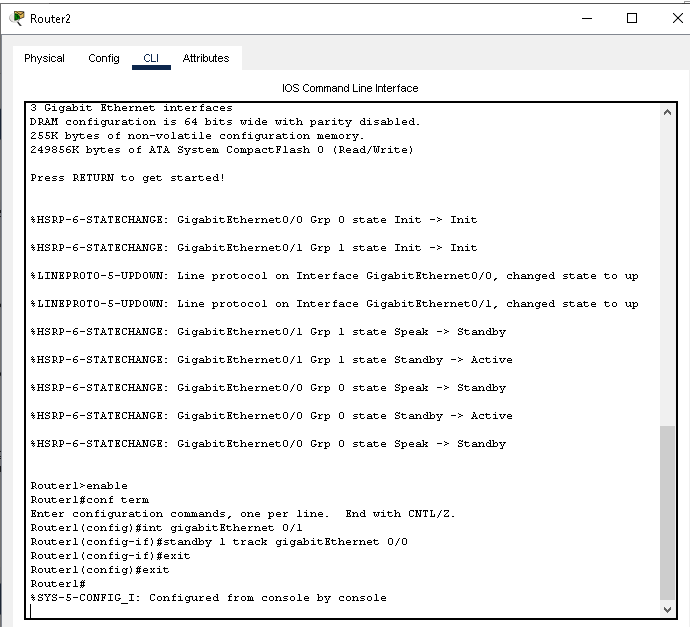 Router2
Physical Config CLI Attributes
IOS Command Line Interface
3 Gigabit Ethernet interfaces
DRAM configuration is 64 bits wide with parity disabled.
255K bytes of non-volatile configuration memory.
249856K bytes of ATA System CompactFlash 0 (Read/Write)
Press RETURN to get started!
%HSRP-6-STATECHANGE: GigabitEthernet0/0 Grp 0 state Init -> Init
%HSRP-6-STATECHANGE: GigabitEthernet0/1 Grp 1 state Init -> Init
%LINEPROTO-5-UPDOWN: Line protocol on Interface GigabitEthernet0/0, changed state to up
%LINEPROTO-5-UPDOWN: Line protocol on Interface GigabitEthernet0/1, changed state to up
%HSRP-6-STATECHANGE: GigabitEthernet0/1 Grp 1 state Speak -> Standby
%HSRP-6-STATECHANGE: GigabitEthernet0/1 Grp 1 state Standby -> Active
%HSRP-6-STATECHANGE: GigabitEthernet0/0 Grp 0 state Speak -> Standby
%HSRP-6-STATECHANGE: GigabitEthernet0/0 Grp 0 state Standby -> Active
%HSRP-6-STATECHANGE: GigabitEthernet0/0 Grp 0 state Speak -> Standby
Router1>enable
Router1#conf term
Enter configuration commands, one per line. End with CNTL/Z.
Router1(config)#int gigabitEthernet 0/1
Router1(config-if)#standby 1 track gigabitEthernet 0/0
Router1(config-if)#exit
Router1(config)#exit
Router1#
%SYS-5-CONFIG_I: Configured from console by console